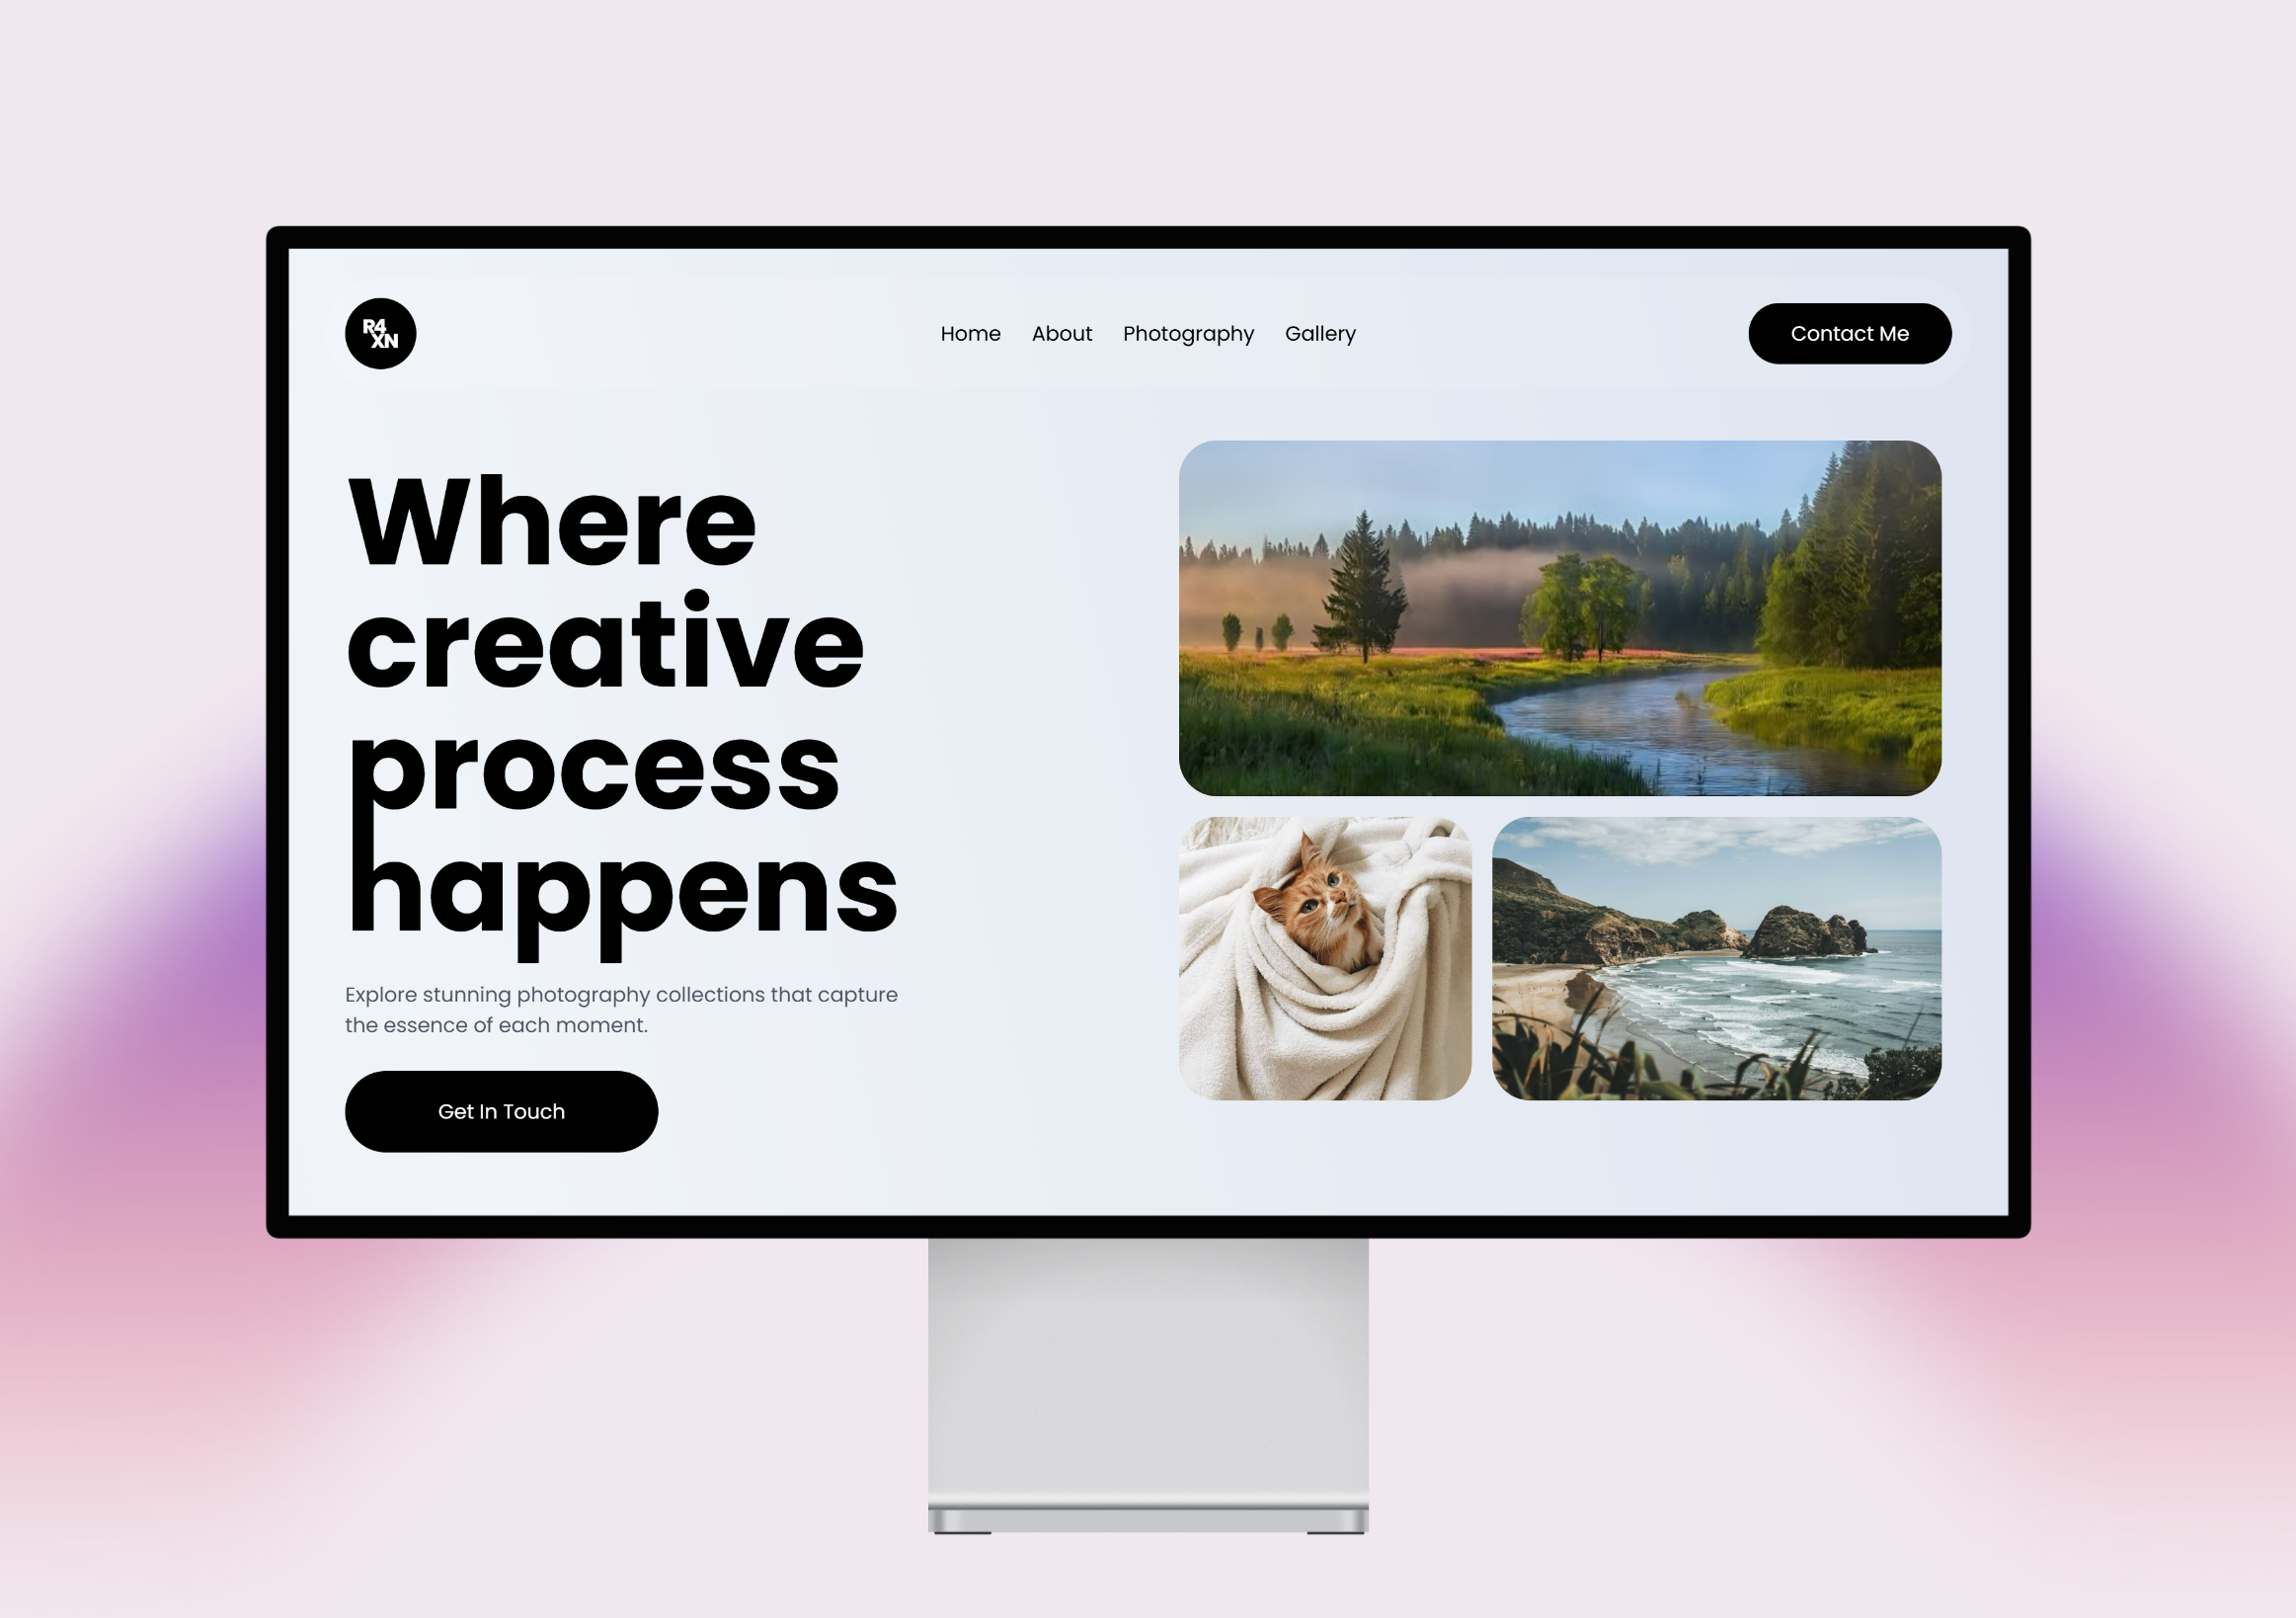 R4
XN
Home About Photography Gallery
Contact Me
Where
creative
process
happens
Explore stunning photography collections that capture
the essence of each moment.
Get In Touch